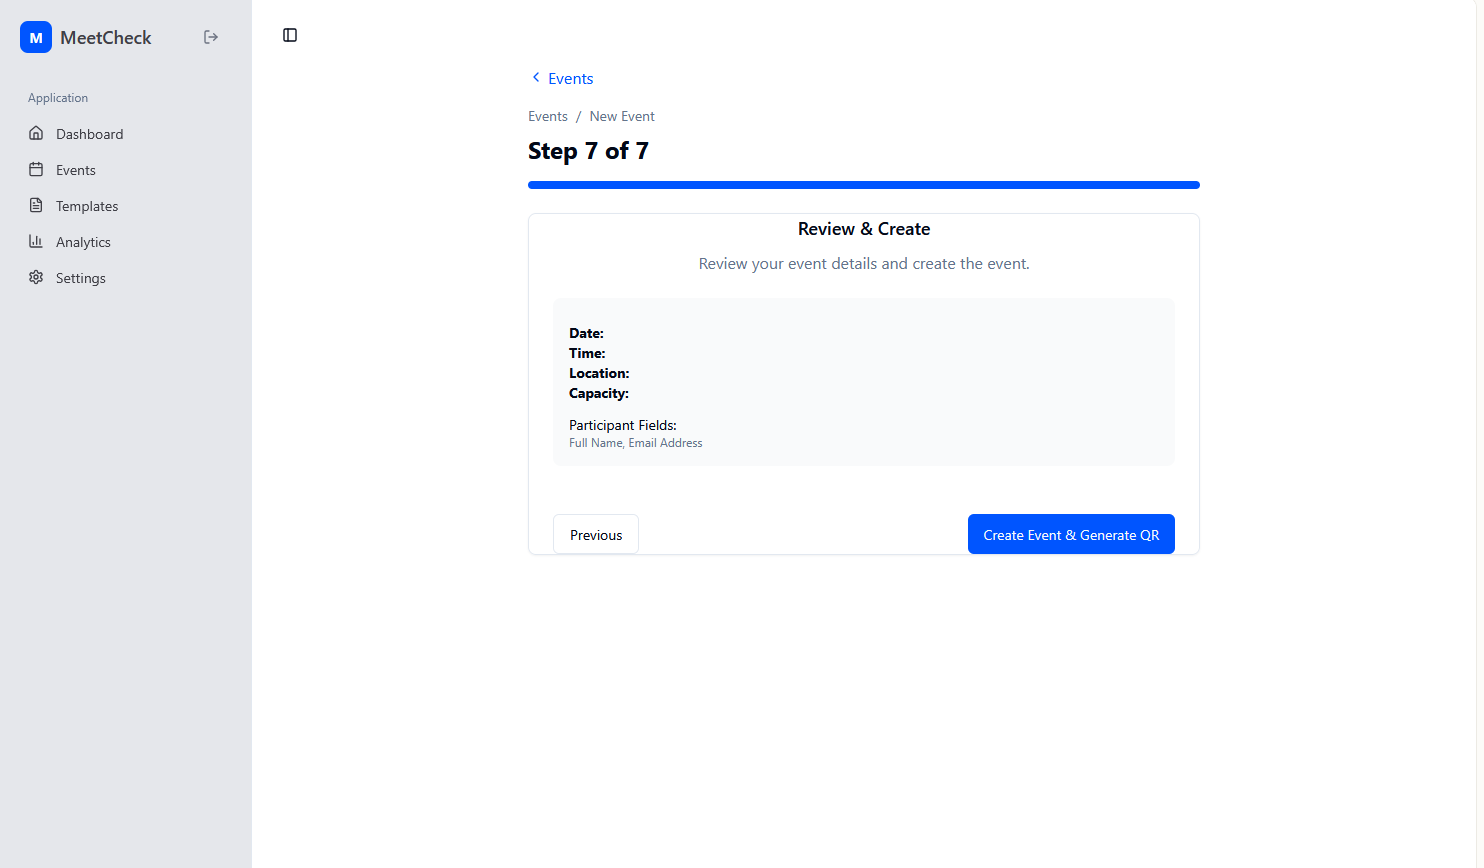 M MeetCheck
Application
Dashboard
Events
Templates
Analytics
Settings
Events
Events / New Event
Step 7 of 7
Review & Create
Review your event details and create the event.
Date:
Time:
Location:
Capacity:
Participant Fields:
Full Name, Email Address
Previous
Create Event & Generate QR